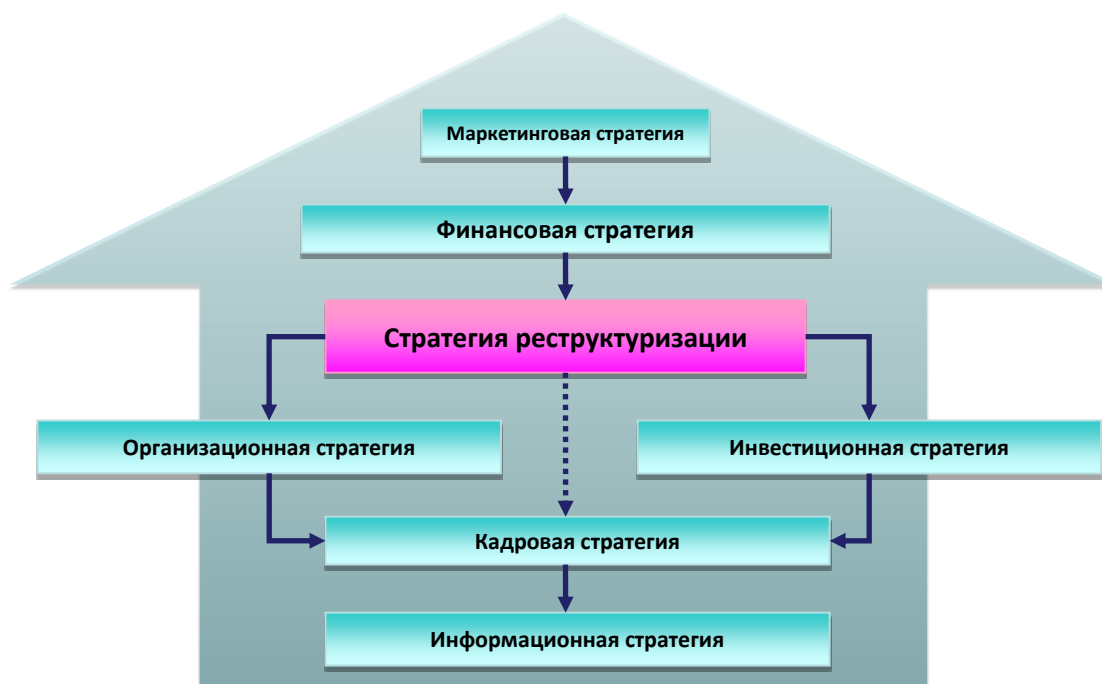 Маркетинговая стратегия
Финансовая стратегия
Стратегия реструктуризации
Организационная стратегия
Инвестиционная стратегия
Кадровая стратегия
Информационная стратегия